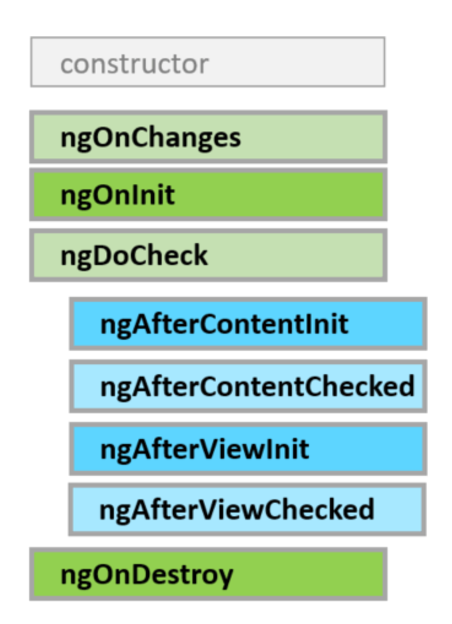 constructor
ngOnChanges
ngOnInit
ngDoCheck
ngAfterContentInit
ngAfterContentChecked
ngAfterViewInit
ngAfterViewChecked
ngOnDestroy